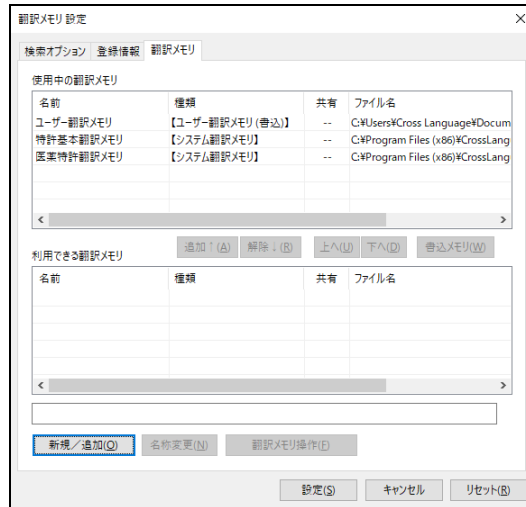 翻訳メモリ 設定
検索オプション 登録情報 翻訳メモリ
使用中の翻訳メモリ
名前 種類 共有 ファイル名
ユーザー翻訳メモリ 【ユーザー翻訳メモリ(書込)】 -- C:¥Users¥Cross Language¥Docum
特許基本翻訳メモリ 【システム翻訳メモリ】 -- C:¥Program Files (x86)¥CrossLang
医薬特許翻訳メモリ 【システム翻訳メモリ】 -- C:¥Program Files (x86)¥CrossLang
追加↑(A) 解除↓(R) 上へ(U) 下へ(D) 書込メモリ(W)
利用できる翻訳メモリ
名前 種類 共有 ファイル名
新規/追加(O) 名称変更(N) 翻訳メモリ操作(F)
設定(S) キャンセル リセット(R)